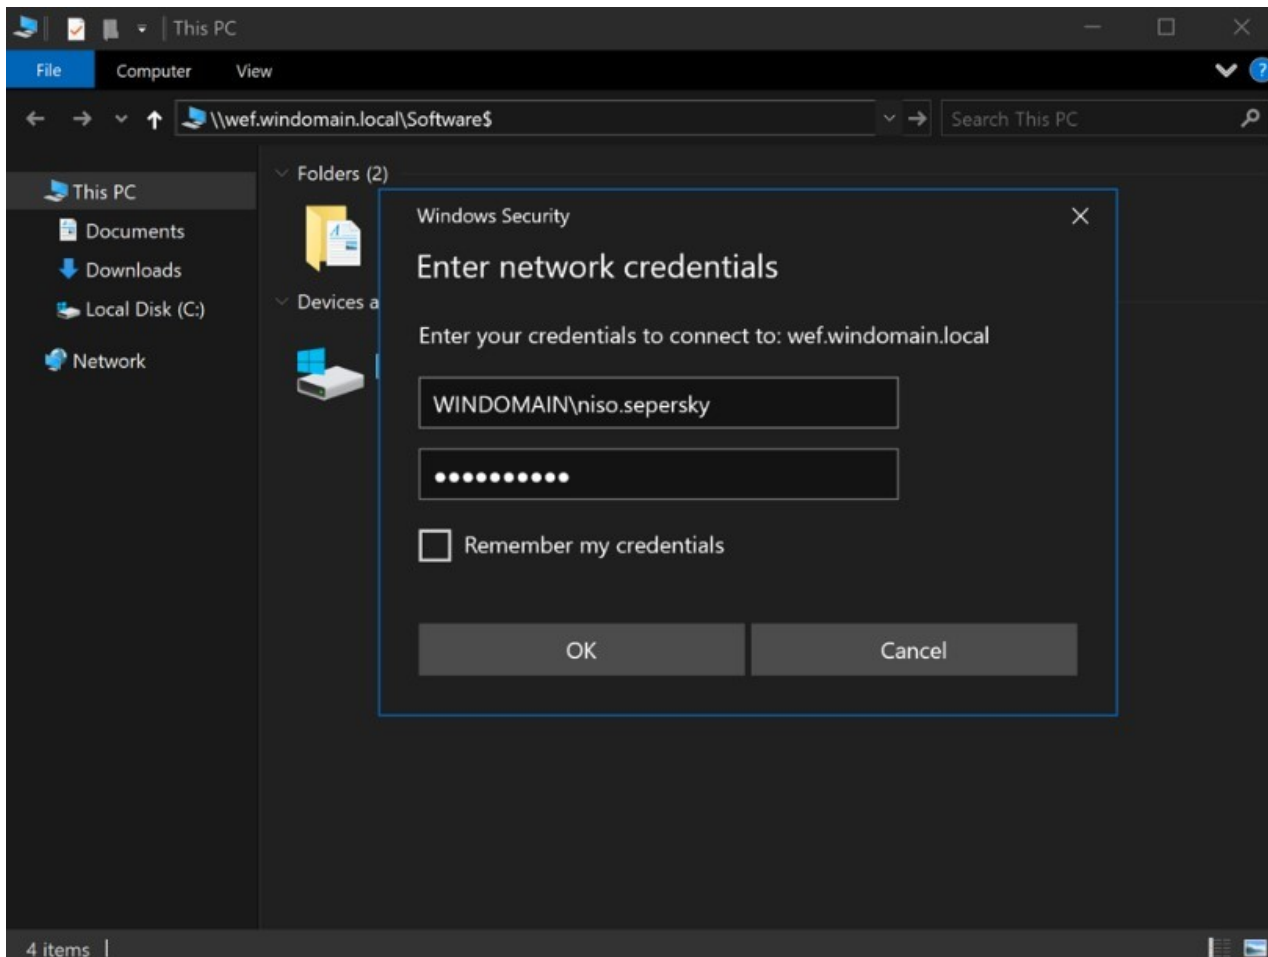 This PC
File Computer View
\\wef.windomain.local\Software$
Search This PC
This PC
Documents
Downloads
Local Disk (C:)
Network
Folders (2)
Devices a
Windows Security
Enter network credentials
Enter your credentials to connect to: wef.windomain.local
WINDOMAIN\niso.sepersky
Remember my credentials
OK Cancel
4 items